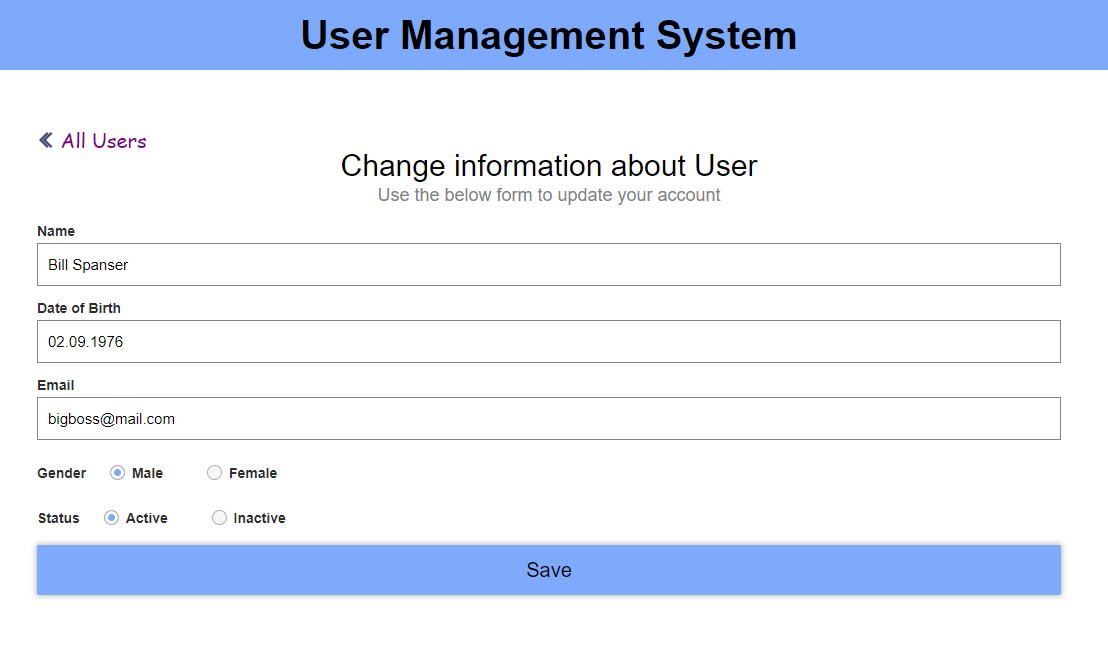 User Management System
All Users
Change information about User
Use the below form to update your account
Name
Bill Spanser
Date of Birth
02.09.1976
Email
bigboss@mail.com
Gender Male Female
Status Active Inactive
Save